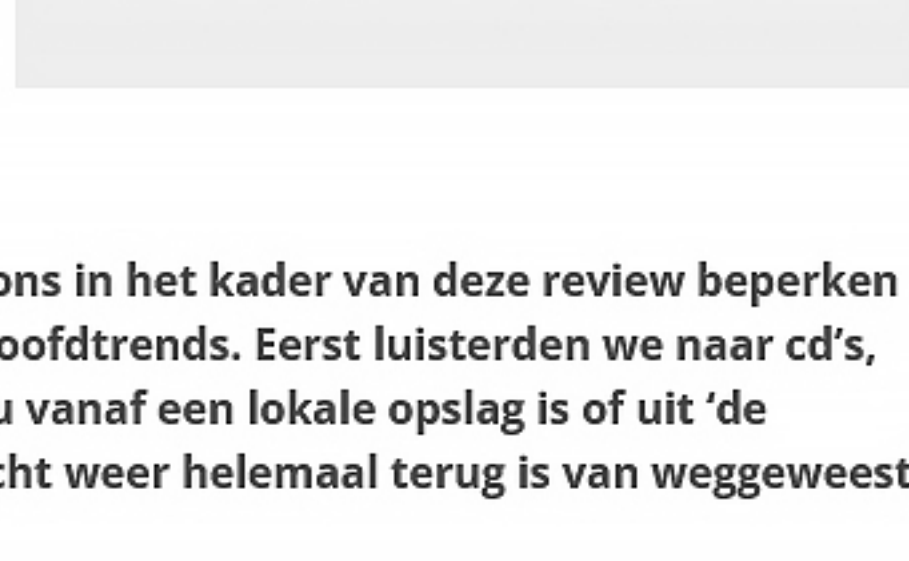 ons in het kader van deze review beperken
oofdtrends. Eerst luisterden we naar cd’s,
u vanaf een lokale opslag is of uit ‘de
cht weer helemaal terug is van weggeweest